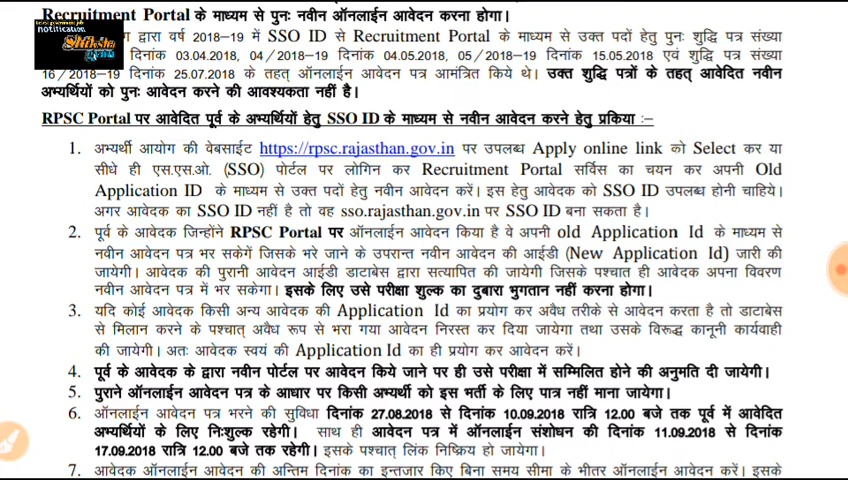 Recruitment Portal के माध्यम से पुनः नवीन ऑनलाईन आवेदन करना होगा।
notification
Shiksha
द्वारा वर्ष 2018-19 में SSO ID से Recruitment Portal के माध्यम से उक्त पदों हेतु पुनः शुद्धि पत्र संख्या
दिनांक 03.04.2018, 04/2018-19 दिनांक 04.05.2018, 05/2018-19 दिनांक 15.05.2018 एवं शुद्धि पत्र संख्या
16/2018-19 दिनांक 25.07.2018 के तहत् ऑनलाईन आवेदन पत्र आमंत्रित किये थे। उक्त शुद्धि पत्रों के तहत् आवेदित नवीन
अभ्यर्थियों को पुनः आवेदन करने की आवश्यकता नहीं है।
RPSC Portal पर आवेदित पूर्व के अभ्यर्थियों हेतु SSO ID के माध्यम से नवीन आवेदन करने हेतु प्रकिया :–
1. अभ्यर्थी आयोग की वेबसाईट https://rpsc.rajasthan.gov.in पर उपलब्ध Apply online link को Select कर या
सीधे ही एस.एस.ओ. (SSO) पोर्टल पर लोगिन कर Recruitment Portal सर्विस का चयन कर अपनी Old
Application ID के माध्यम से उक्त पदों हेतु नवीन आवेदन करें। इस हेतु आवेदक को SSO ID उपलब्ध होनी चाहिये।
अगर आवेदक का SSO ID नहीं है तो वह sso.rajasthan.gov.in पर SSO ID बना सकता है।
2. पूर्व के आवेदक जिन्होंने RPSC Portal पर ऑनलाईन आवेदन किया है वे अपनी old Application Id के माध्यम से
नवीन आवेदन पत्र भर सकेगें जिसके भरे जाने के उपरान्त नवीन आवेदन की आईडी (New Application Id) जारी की
जायेगी। आवेदक की पुरानी आवेदन आईडी डाटाबेस द्वारा सत्यापित की जायेगी जिसके पश्चात ही आवेदक अपना विवरण
नवीन आवेदन पत्र में भर सकेगा। इसके लिए उसे परीक्षा शुल्क का दुबारा भुगतान नहीं करना होगा।
3. यदि कोई आवेदक किसी अन्य आवेदक की Application Id का प्रयोग कर अवैध तरीके से आवेदन करता है तो डाटाबेस
से मिलान करने के पश्चात् अवैध रूप से भरा गया आवेदन निरस्त कर दिया जायेगा तथा उसके विरूद्ध कानूनी कार्यवाही
की जायेगी। अतः आवेदक स्वयं की Application Id का ही प्रयोग कर आवेदन करें।
4. पूर्व के आवेदक के द्वारा नवीन पोर्टल पर आवेदन किये जाने पर ही उसे परीक्षा में सम्मिलित होने की अनुमति दी जायेगी।
5. पुराने ऑनलाईन आवेदन पत्र के आधार पर किसी अभ्यर्थी को इस भर्ती के लिए पात्र नहीं माना जायेगा।
6. ऑनलाईन आवेदन पत्र भरने की सुविधा दिनांक 27.08.2018 से दिनांक 10.09.2018 रात्रि 12.00 बजे तक पूर्व में आवेदित
अभ्यर्थियों के लिए निःशुल्क रहेगी। साथ ही आवेदन पत्र में ऑनलाईन संशोधन की दिनांक 11.09.2018 से दिनांक
17.09.2018 रात्रि 12.00 बजे तक रहेगी। इसके पश्चात् लिंक निष्क्रिय हो जायेगा।
7. आवेदक ऑनलाईन आवेदन की अन्तिम दिनांक का इन्तजार किए बिना समय सीमा के भीतर ऑनलाईन आवेदन करें। इसके